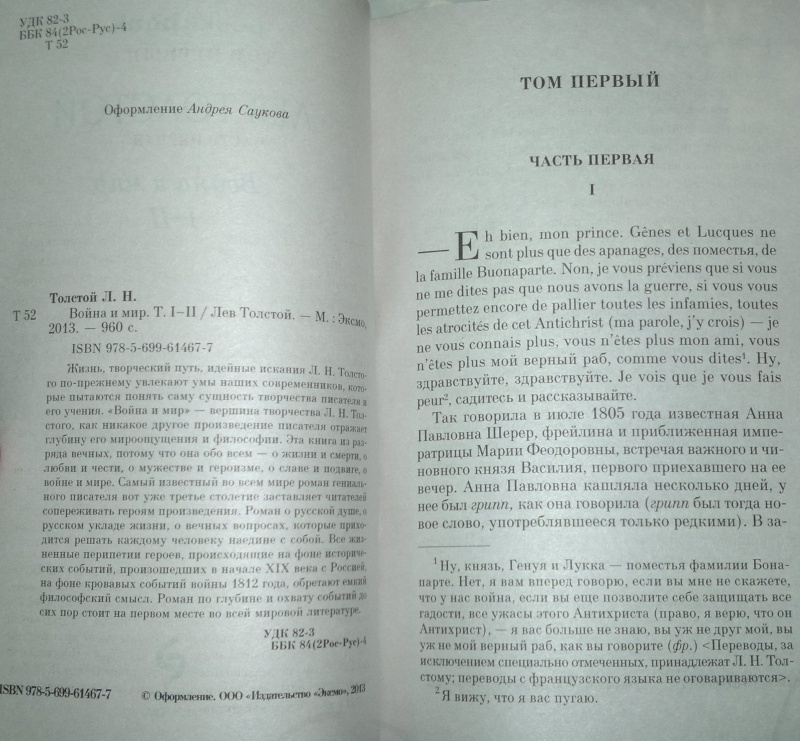 УДК 82-3
ББК 84(2Рос-Рус)-4
Т 52
Оформление Андрея Саукова
Толстой Л. Н.
Т 52 Война и мир. Т. I–II / Лев Толстой. — М. : Эксмо,
2013. — 960 с.
ISBN 978-5-699-61467-7
Жизнь, творческий путь, идейные искания Л. Н. Толсто-
го по-прежнему увлекают умы наших современников, кото-
рые пытаются понять саму сущность творчества писателя и
его учения. «Война и мир» — вершина творчества Л. Н. Тол-
стого, как никакое другое произведение писателя отражает
глубину его мироощущения и философии. Эта книга из раз-
ряда вечных, потому что она обо всем — о жизни и смерти, о
любви и чести, о мужестве и героизме, о славе и подвиге, о
войне и мире. Самый известный во всем мире роман гениаль-
ного писателя вот уже третье столетие заставляет читателей
сопереживать героям произведения. Роман о русской душе, о
русском укладе жизни, о вечных вопросах, которые прихо-
дится решать каждому человеку наедине с собой. Все жиз-
ненные перипетии героев, происходящие на фоне историче-
ских событий, произошедших в начале XIX века с Россией,
на фоне кровавых событий войны 1812 года, обретают емкий
философский смысл. Роман по глубине и охвату событий до
сих пор стоит на первом месте во всей мировой литературе.
УДК 82-3
ББК 84(2Рос-Рус)-4
ISBN 978-5-699-61467-7 © Оформление. ООО «Издательство «Эксмо», 2013
ТОМ ПЕРВЫЙ
ЧАСТЬ ПЕРВАЯ
I
— Eh bien, mon prince. Gênes et Lucques ne
sont plus que des apanages, des поместья, de
la famille Buonaparte. Non, je vous préviens que si vous
ne me dites pas que nous avons la guerre, si vous vous
permettez encore de pallier toutes les infamies, toutes
les atrocités de cet Antichrist (ma parole, j'y crois) — je
ne vous connais plus, vous n'êtes plus mon ami, vous
n'êtes plus мой верный раб, comme vous dites¹. Ну,
здравствуйте, здравствуйте. Je vois que je vous fais
peur², садитесь и рассказывайте.
Так говорила в июле 1805 года известная Анна
Павловна Шерер, фрейлина и приближенная импе-
ратрицы Марии Феодоровны, встречая важного и чи-
новного князя Василия, первого приехавшего на ее
вечер. Анна Павловна кашляла несколько дней, у
нее был грипп, как она говорила (грипп был тогда но-
вое слово, употреблявшееся только редкими). В за-
¹ Ну, князь, Генуя и Лукка — поместья фамилии Бона-
парте. Нет, я вам вперед говорю, если вы мне не скажете,
что у нас война, если вы еще позволите себе защищать все
гадости, все ужасы этого Антихриста (право, я верю, что он
Антихрист), — я вас больше не знаю, вы уж не друг мой, вы
уж не мой верный раб, как вы говорите (фр.) <Переводы, за
исключением специально отмеченных, принадлежат Л. Н. Тол-
стому; переводы с французского языка не оговариваются>.
² Я вижу, что я вас пугаю.